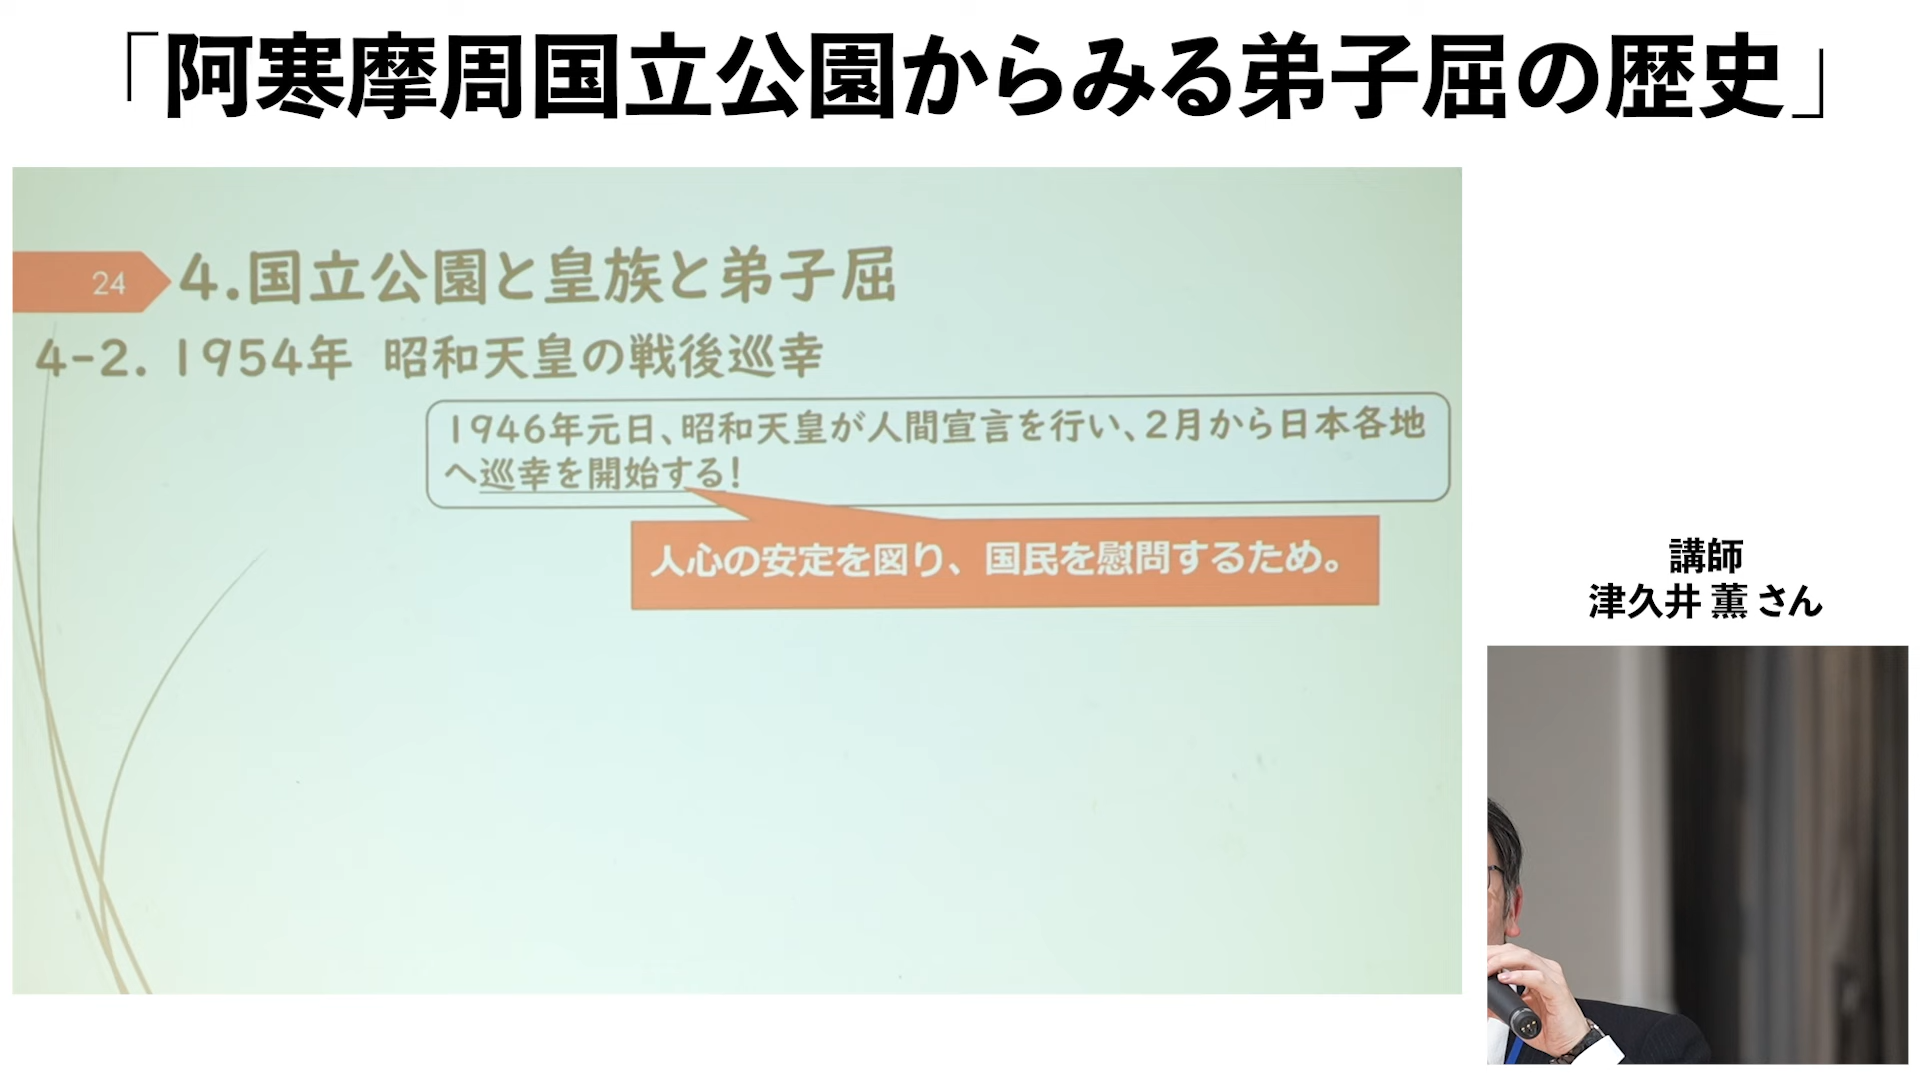 「阿寒摩周国立公園からみる弟子屈の歴史」
24
4.国立公園と皇族と弟子屈
4-2. 1954年 昭和天皇の戦後巡幸
1946年元日、昭和天皇が人間宣言を行い、2月から日本各地
へ巡幸を開始する!
人心の安定を図り、国民を慰問するため。
講師
津久井 薫 さん